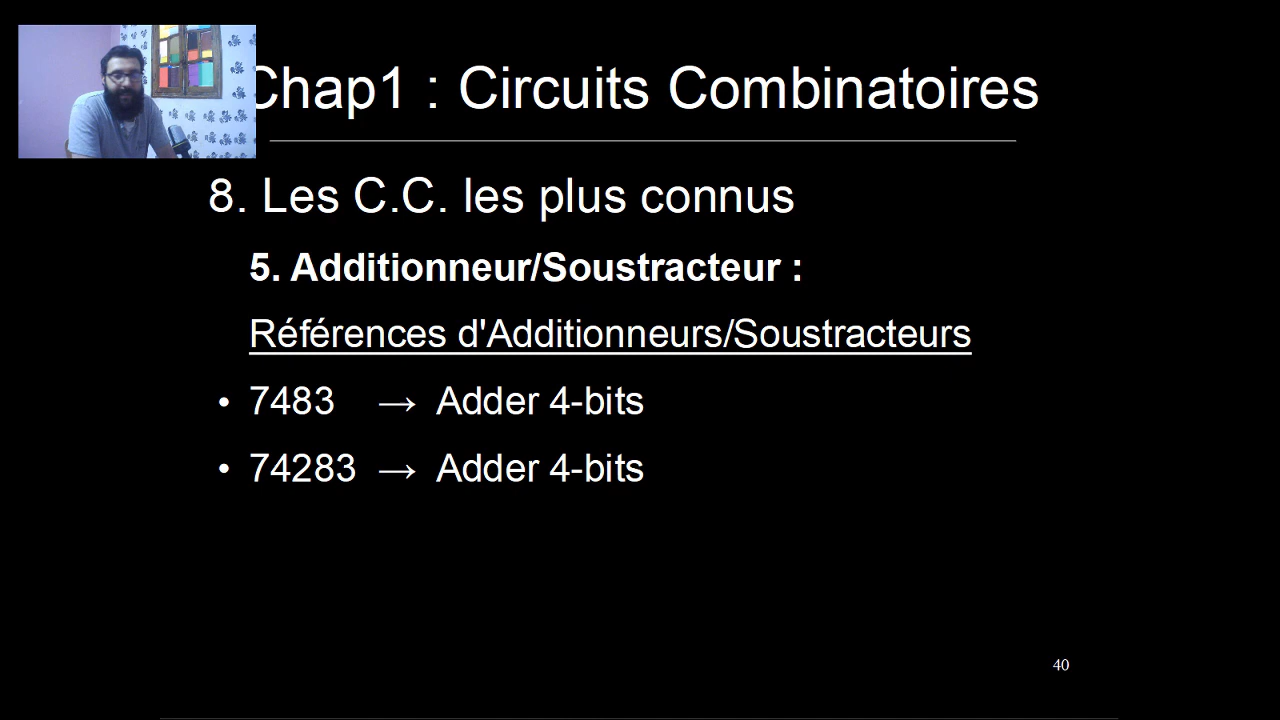 Chap1 : Circuits Combinatoires
8. Les C.C. les plus connus
5. Additionneur/Soustracteur :
Références d'Additionneurs/Soustracteurs
• 7483 → Adder 4-bits
• 74283 → Adder 4-bits
40